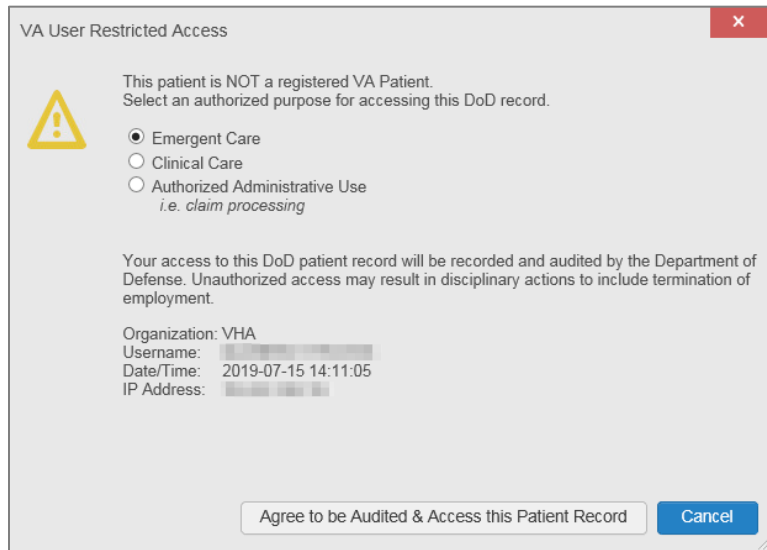 VA User Restricted Access
This patient is NOT a registered VA Patient.
Select an authorized purpose for accessing this DoD record.
Emergent Care
Clinical Care
Authorized Administrative Use
i.e. claim processing
Your access to this DoD patient record will be recorded and audited by the Department of
Defense. Unauthorized access may result in disciplinary actions to include termination of
employment.
Organization: VHA
Username:
Date/Time: 2019-07-15 14:11:05
IP Address:
Agree to be Audited & Access this Patient Record
Cancel